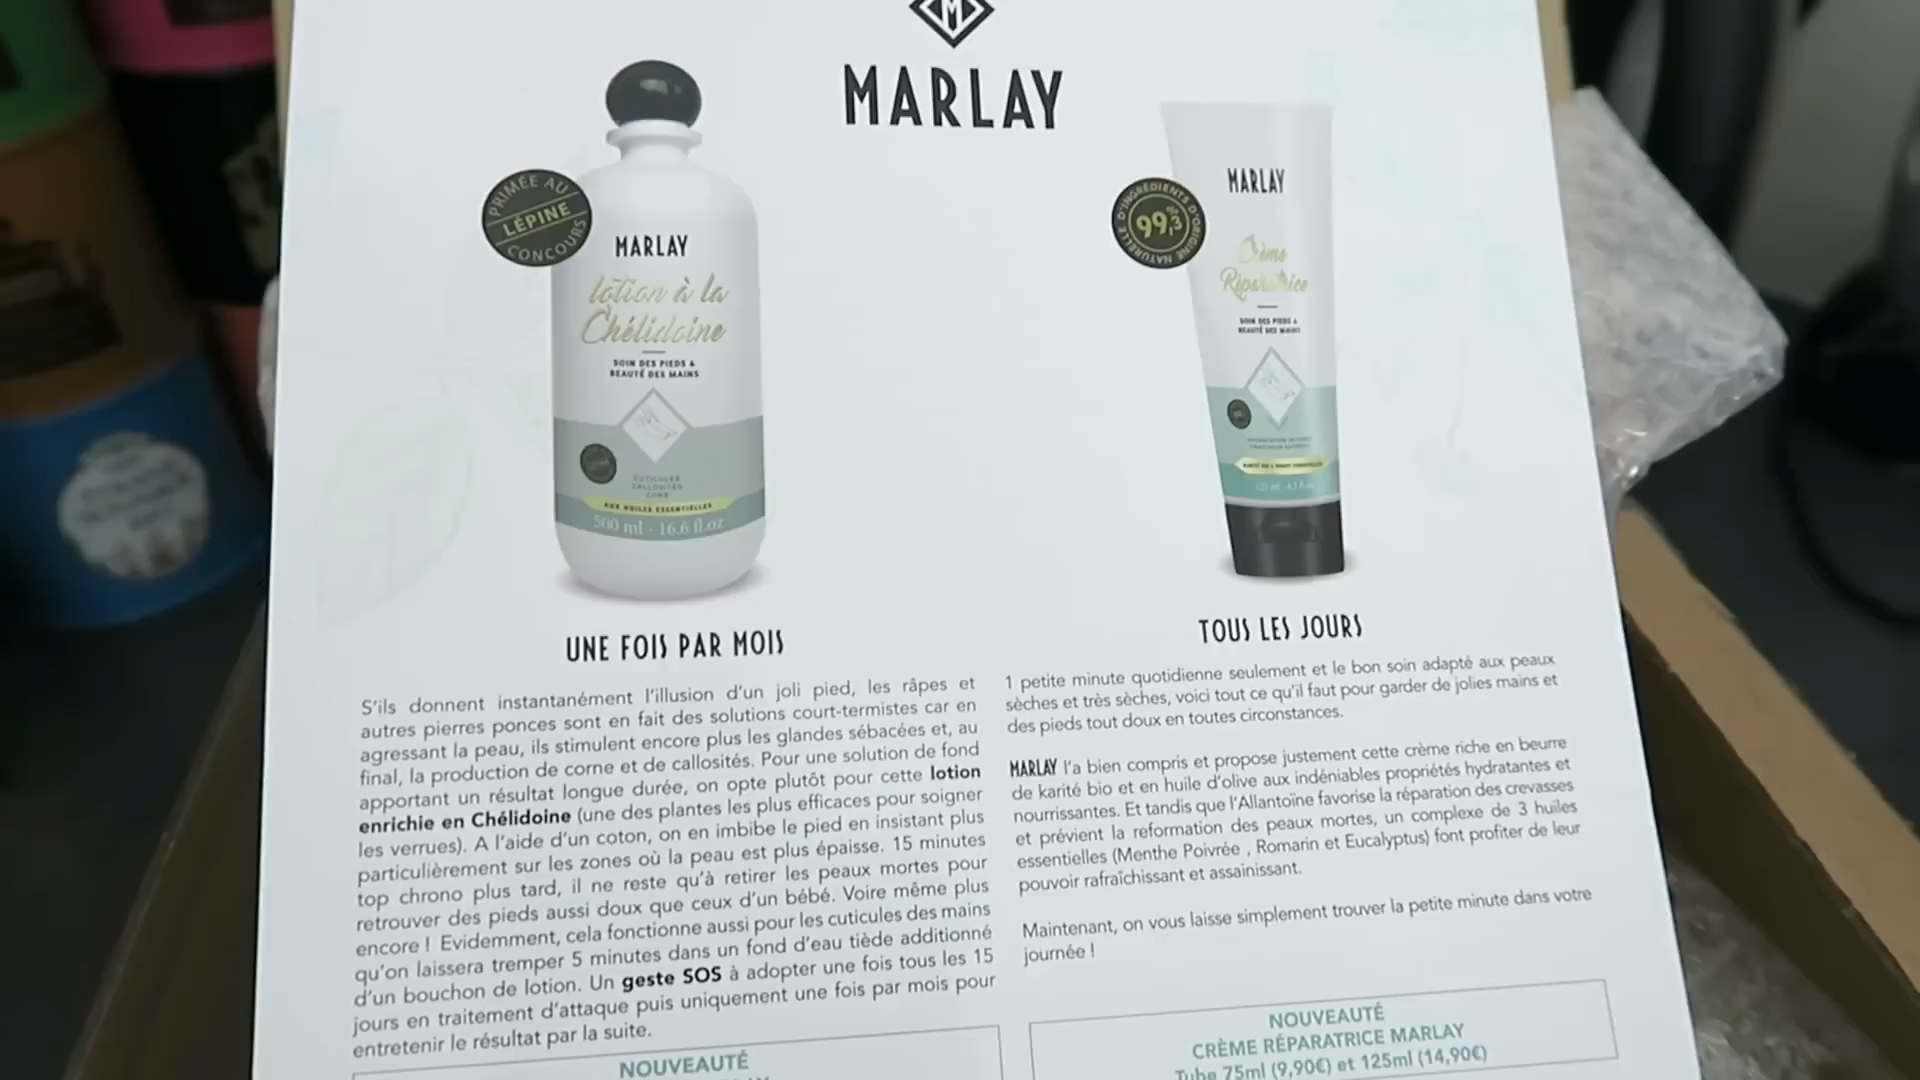 MARLAY
PRIMÉE AU
LÉPINE
CONCOURS
MARLAY
lotion à la
Chélidoine
SOIN DES PIEDS &
BEAUTÉ DES MAINS
CUTICULES
CALLOSITÉS
CORNE
AUX HUILES ESSENTIELLES
500 ml - 16.6 fl.oz
D'INGRÉDIENTS D'ORIGINE NATURELLE
99,3
MARLAY
Crème
Réparatrice
SOIN DES PIEDS &
BEAUTÉ DES MAINS
UNE FOIS PAR MOIS
S'ils donnent instantanément l'illusion d'un joli pied, les râpes et
autres pierres ponces sont en fait des solutions court-termistes car en
agressant la peau, ils stimulent encore plus les glandes sébacées et, au
final, la production de corne et de callosités. Pour une solution de fond
apportant un résultat longue durée, on opte plutôt pour cette lotion
enrichie en Chélidoine (une des plantes les plus efficaces pour soigner
les verrues). A l'aide d'un coton, on en imbibe le pied en insistant plus
particulièrement sur les zones où la peau est plus épaisse. 15 minutes
top chrono plus tard, il ne reste qu'à retirer les peaux mortes pour
retrouver des pieds aussi doux que ceux d'un bébé. Voire même plus
encore ! Evidemment, cela fonctionne aussi pour les cuticules des mains
qu'on laissera tremper 5 minutes dans un fond d'eau tiède additionné
d'un bouchon de lotion. Un geste SOS à adopter une fois tous les 15
jours en traitement d'attaque puis uniquement une fois par mois pour
entretenir le résultat par la suite.
NOUVEAUTÉ
TOUS LES JOURS
1 petite minute quotidienne seulement et le bon soin adapté aux peaux
sèches et très sèches, voici tout ce qu'il faut pour garder de jolies mains et
des pieds tout doux en toutes circonstances.
MARLAY l'a bien compris et propose justement cette crème riche en beurre
de karité bio et en huile d'olive aux indéniables propriétés hydratantes et
nourrissantes. Et tandis que l'Allantoïne favorise la réparation des crevasses
et prévient la reformation des peaux mortes, un complexe de 3 huiles
essentielles (Menthe Poivrée , Romarin et Eucalyptus) font profiter de leur
pouvoir rafraîchissant et assainissant.
Maintenant, on vous laisse simplement trouver la petite minute dans votre
journée !
NOUVEAUTÉ
CRÈME RÉPARATRICE MARLAY
Tube 75ml (9,90€) et 125ml (14,90€)